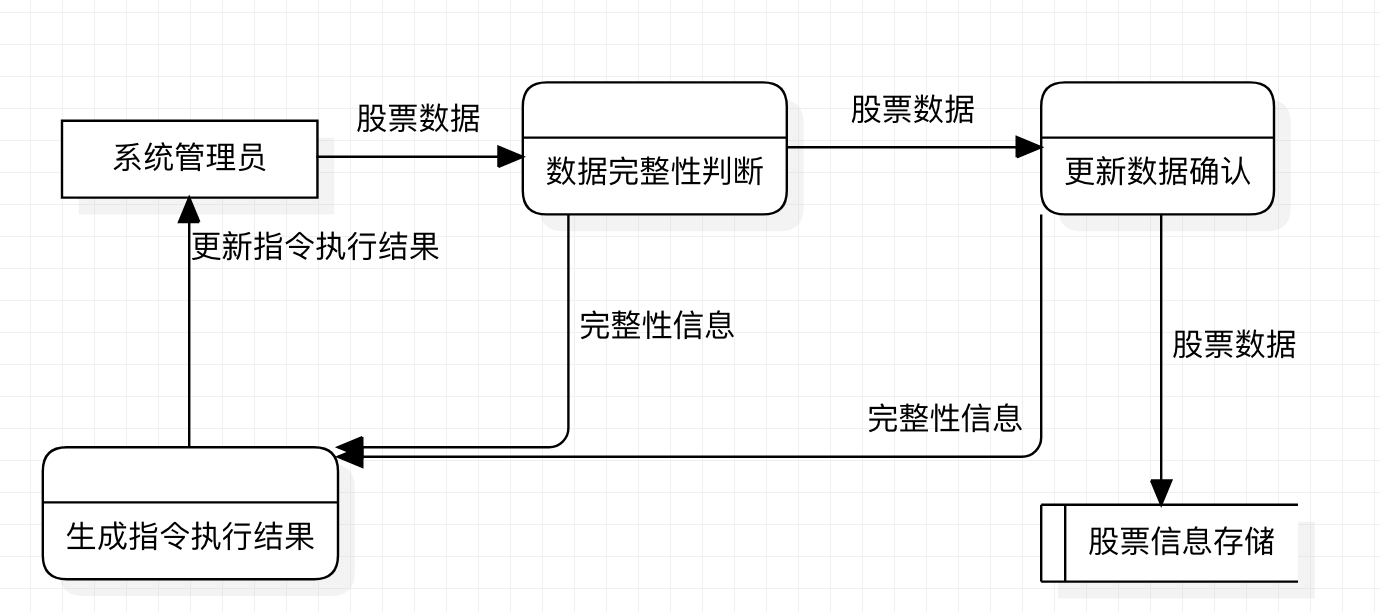 股票数据
股票数据
系统管理员
数据完整性判断
更新数据确认
更新指令执行结果
完整性信息
股票数据
完整性信息
生成指令执行结果
股票信息存储